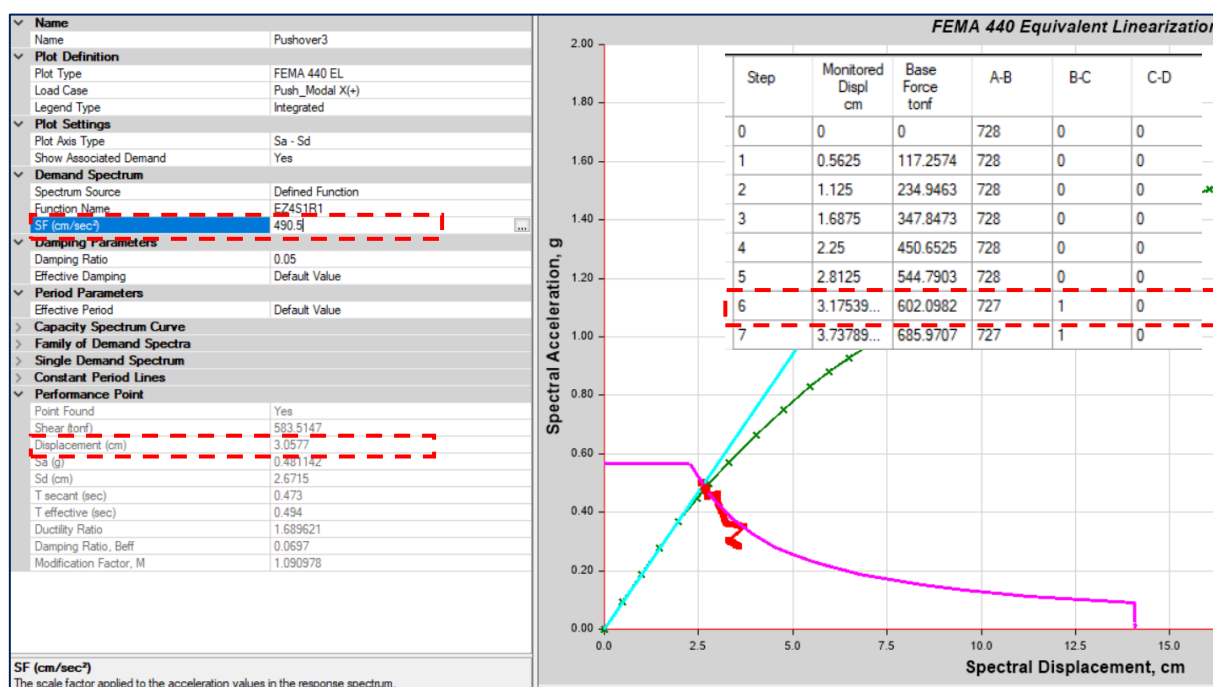 Name
Name Pushover3
Plot Definition
Plot Type FEMA 440 EL
Load Case Push_Modal X(+)
Legend Type Integrated
Plot Settings
Plot Axis Type Sa - Sd
Show Associated Demand Yes
Demand Spectrum
Spectrum Source Defined Function
Function Name EZ4S1R1
SF (cm/sec²) 490.5 ...
Damping Parameters
Damping Ratio 0.05
Effective Damping Default Value
Period Parameters
Effective Period Default Value
Capacity Spectrum Curve
Family of Demand Spectra
Single Demand Spectrum
Constant Period Lines
Performance Point
Point Found Yes
Shear (tonf) 583.5147
Displacement (cm) 3.0577
Sa (g) 0.481142
Sd (cm) 2.6715
T secant (sec) 0.473
T effective (sec) 0.494
Ductility Ratio 1.689621
Damping Ratio, Beff 0.0697
Modification Factor, M 1.090978
SF (cm/sec²)
The scale factor applied to the acceleration values in the response spectrum.
FEMA 440 Equivalent Linearization
Step Monitored Displ cm Base Force tonf A-B B-C C-D
0 0 0 728 0 0
1 0.5625 117.2574 728 0 0
2 1.125 234.9463 728 0 0
3 1.6875 347.8473 728 0 0
4 2.25 450.6525 728 0 0
5 2.8125 544.7903 728 0 0
6 3.17539... 602.0982 727 1 0
7 3.73789... 685.9707 727 1 0
Spectral Acceleration, g
2.00
1.80
1.60
1.40
1.20
1.00
0.80
0.60
0.40
0.20
0.00
0.0 2.5 5.0 7.5 10.0 12.5 15.0
Spectral Displacement, cm